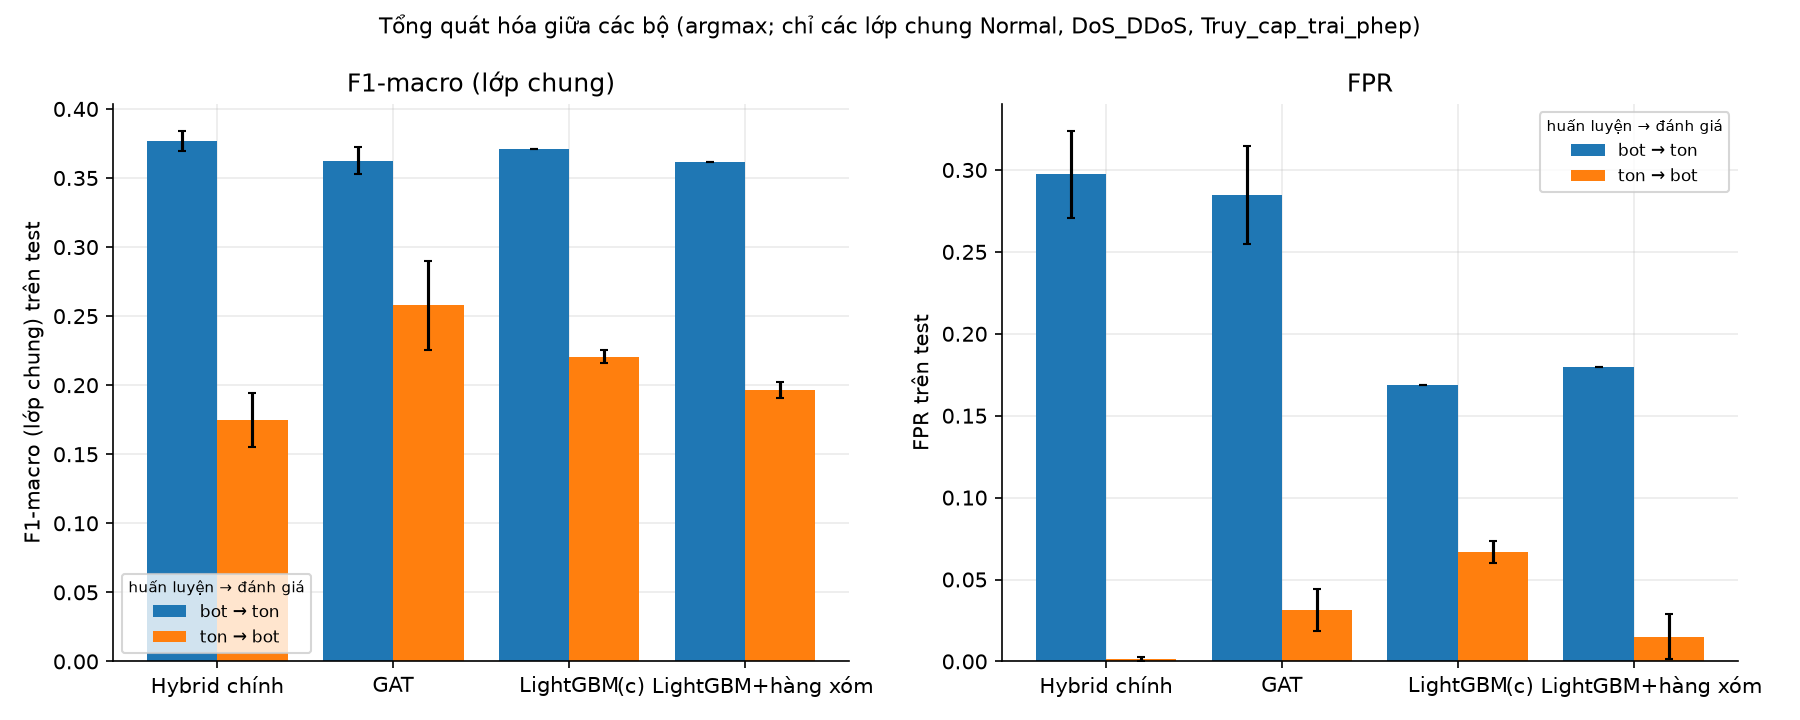 Tổng quát hóa giữa các bộ (argmax; chỉ các lớp chung Normal, DoS_DDoS, Truy_cap_trai_phep)
F1-macro (lớp chung)
F1-macro (lớp chung) trên test
0.40
0.35
0.30
0.25
0.20
0.15
0.10
0.05
0.00
huấn luyện → đánh giá
bot → ton
ton → bot
Hybrid chính
GAT
LightGBM(c)
LightGBM+hàng xóm
FPR
FPR trên test
0.30
0.25
0.20
0.15
0.10
0.05
0.00
huấn luyện → đánh giá
bot → ton
ton → bot
Hybrid chính
GAT
LightGBM(c)
LightGBM+hàng xóm